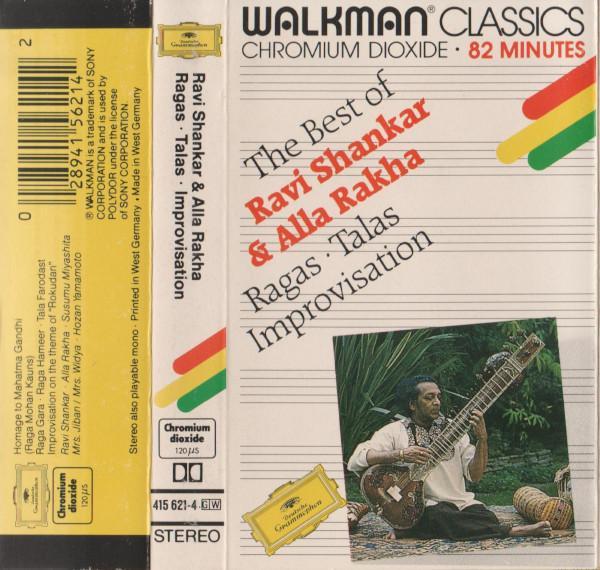 2
0 28941 56214
® WALKMAN is a trademark of SONY
CORPORATION and is used by
POLYDOR under the license
of SONY CORPORATION.
Stereo also playable mono · Printed in West Germany · Made in West Germany
Homage to Mahatma Gandhi
(Raga Mohan Kauns)
Raga Gara · Raga Hameer · Tala Farodast
Improvisation on the theme of "Rokudan"
Ravi Shankar · Alla Rakha · Susumu Miyashita
Mrs. Jiban / Mrs. Widya · Hozan Yamamoto
Chromium
dioxide
120 µS
Deutsche
Grammophon
Ravi Shankar & Alla Rakha
Ragas · Talas · Improvisation
Chromium
dioxide
120 µS
415 621-4 GW
STEREO
WALKMAN® CLASSICS
CHROMIUM DIOXIDE · 82 MINUTES
The Best of
Ravi Shankar
& Alla Rakha
Ragas · Talas
Improvisation
Deutsche
Grammophon